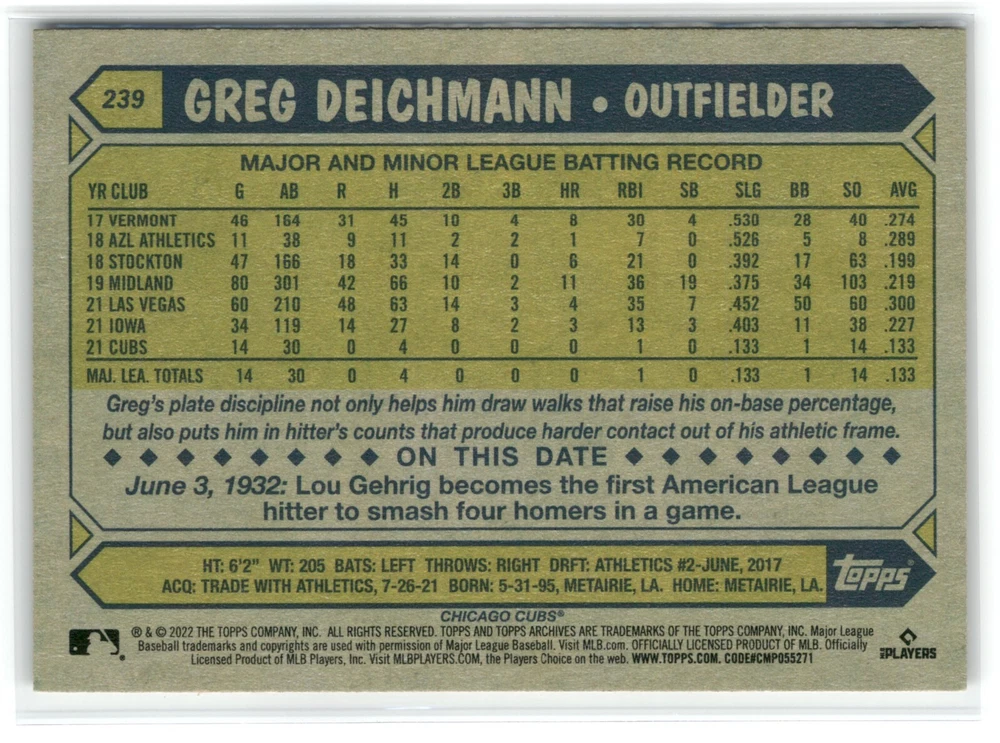 239 GREG DEICHMANN • OUTFIELDER
MAJOR AND MINOR LEAGUE BATTING RECORD
YR CLUB G AB R H 2B 3B HR RBI SB SLG BB SO AVG
17 VERMONT 46 164 31 45 10 4 8 30 4 .530 28 40 .274
18 AZL ATHLETICS 11 38 9 11 2 2 1 7 0 .526 5 8 .289
18 STOCKTON 47 166 18 33 14 0 6 21 0 .392 17 63 .199
19 MIDLAND 80 301 42 66 10 2 11 36 19 .375 34 103 .219
21 LAS VEGAS 60 210 48 63 14 3 4 35 7 .452 50 60 .300
21 IOWA 34 119 14 27 8 2 3 13 3 .403 11 38 .227
21 CUBS 14 30 0 4 0 0 0 1 0 .133 1 14 .133
MAJ. LEA. TOTALS 14 30 0 4 0 0 0 1 0 .133 1 14 .133
Greg's plate discipline not only helps him draw walks that raise his on-base percentage,
but also puts him in hitter's counts that produce harder contact out of his athletic frame.
◆ ◆ ◆ ◆ ◆ ◆ ◆ ◆ ON THIS DATE ◆ ◆ ◆ ◆ ◆ ◆ ◆ ◆
June 3, 1932: Lou Gehrig becomes the first American League
hitter to smash four homers in a game.
HT: 6'2" WT: 205 BATS: LEFT THROWS: RIGHT DRFT: ATHLETICS #2-JUNE, 2017
ACQ: TRADE WITH ATHLETICS, 7-26-21 BORN: 5-31-95, METAIRIE, LA. HOME: METAIRIE, LA.
topps®
CHICAGO CUBS®
® & © 2022 THE TOPPS COMPANY, INC. ALL RIGHTS RESERVED. TOPPS AND TOPPS ARCHIVES ARE TRADEMARKS OF THE TOPPS COMPANY, INC. Major League
Baseball trademarks and copyrights are used with permission of Major League Baseball. Visit MLB.com. OFFICIALLY LICENSED PRODUCT OF MLB. Officially
Licensed Product of MLB Players, Inc. Visit MLBPLAYERS.COM, the Players Choice on the web. WWW.TOPPS.COM. CODE#CMP055271
MLB PLAYERS